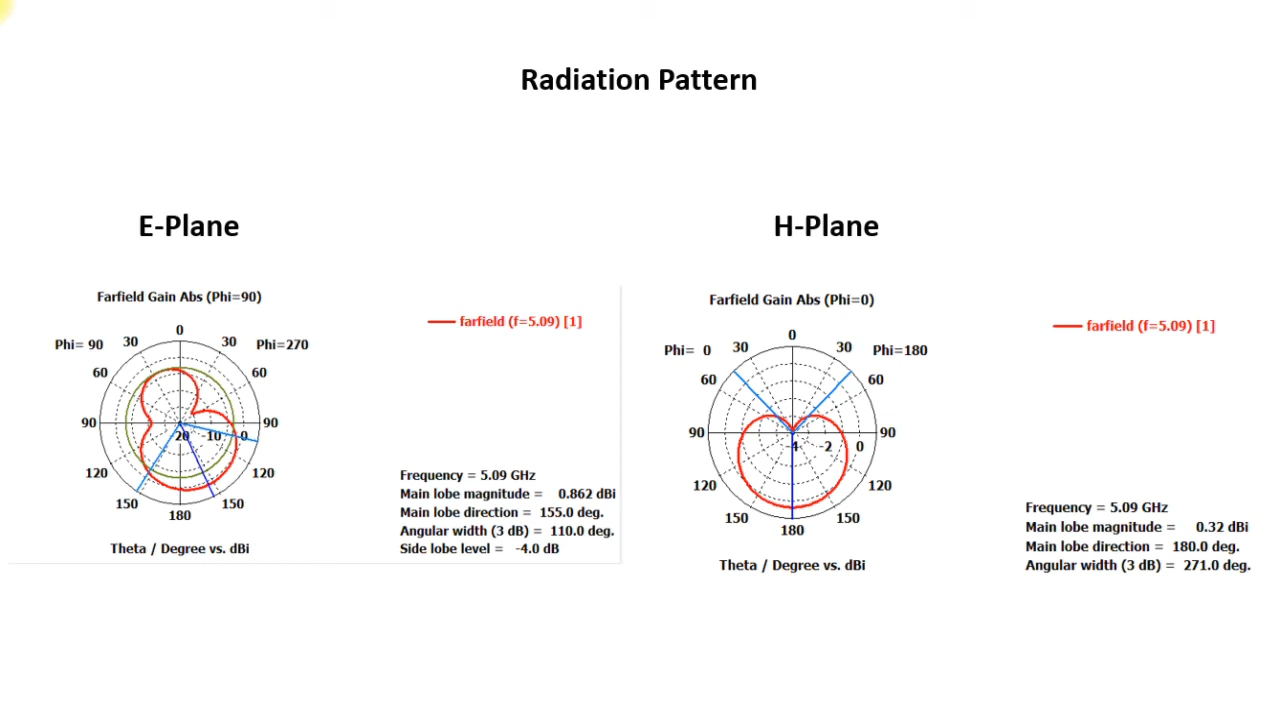 Radiation Pattern
E-Plane
Farfield Gain Abs (Phi=90)
0
Phi= 90 30 30 Phi=270
60 60
90 90
20 10 0
120 120
150 150
180
Theta / Degree vs. dBi
farfield (f=5.09) [1]
Frequency = 5.09 GHz
Main lobe magnitude = 0.862 dBi
Main lobe direction = 155.0 deg.
Angular width (3 dB) = 110.0 deg.
Side lobe level = -4.0 dB
H-Plane
Farfield Gain Abs (Phi=0)
0
Phi= 0 30 30 Phi=180
60 60
90 90
-4 -2 0
120 120
150 150
180
Theta / Degree vs. dBi
farfield (f=5.09) [1]
Frequency = 5.09 GHz
Main lobe magnitude = 0.32 dBi
Main lobe direction = 180.0 deg.
Angular width (3 dB) = 271.0 deg.